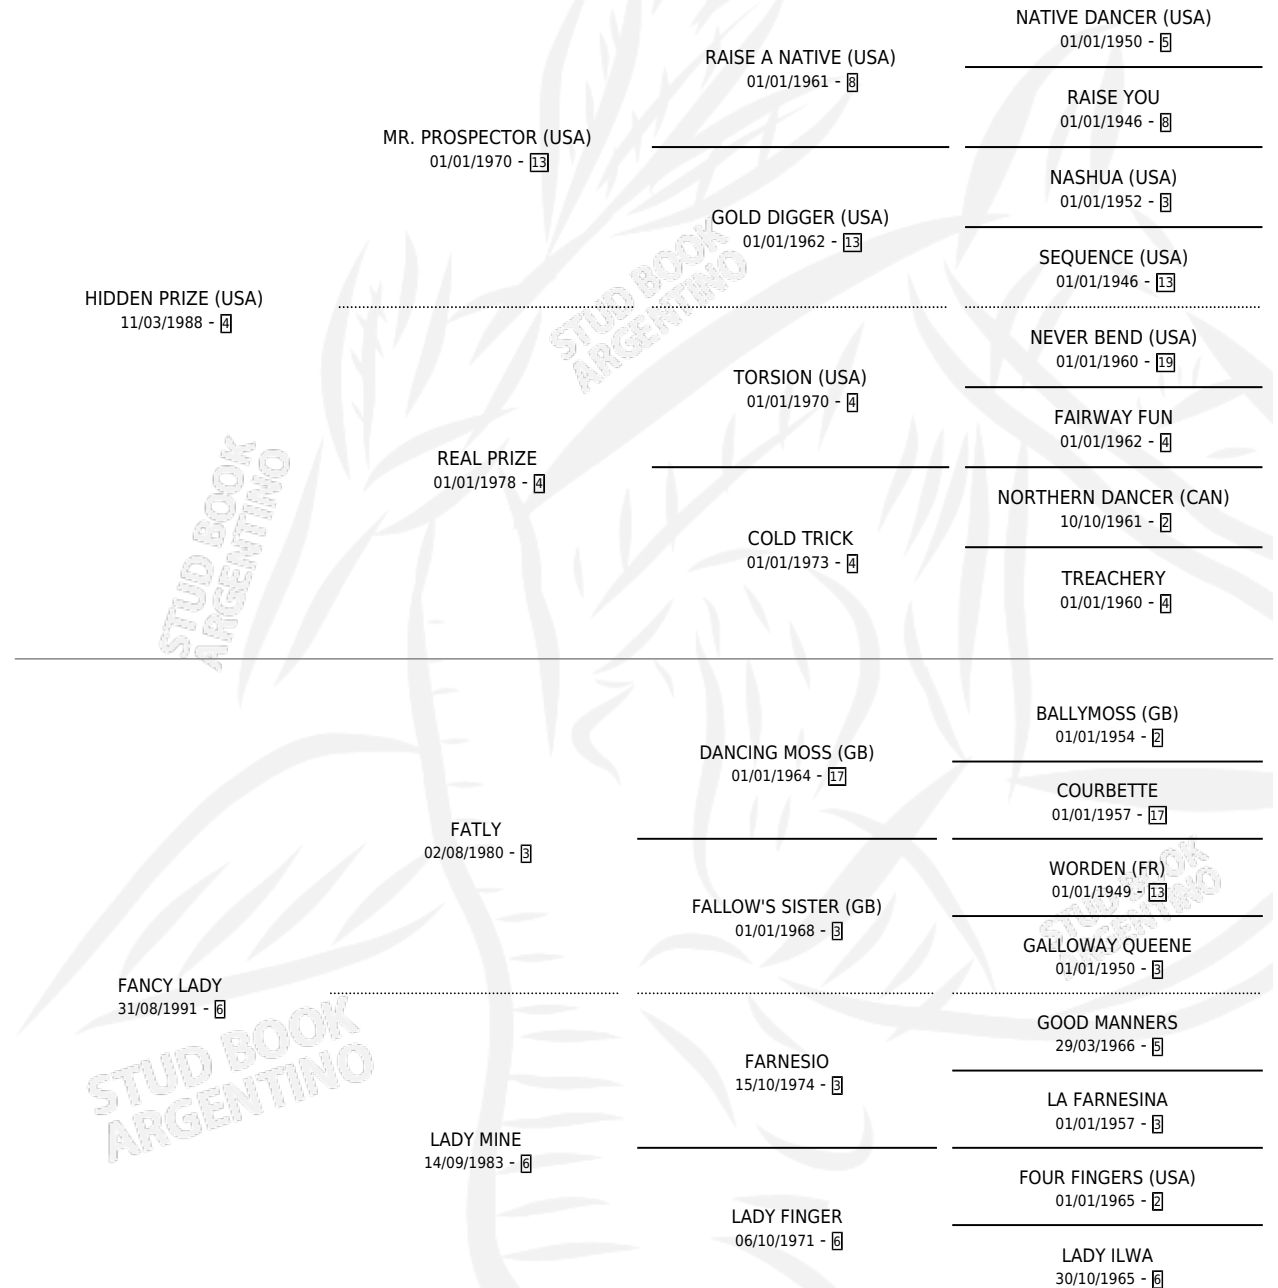 NATIVE DANCER (USA)
01/01/1950 - 5
RAISE A NATIVE (USA)
01/01/1961 - 8
RAISE YOU
01/01/1946 - 8
MR. PROSPECTOR (USA)
01/01/1970 - 13
NASHUA (USA)
01/01/1952 - 3
GOLD DIGGER (USA)
01/01/1962 - 13
SEQUENCE (USA)
01/01/1946 - 13
HIDDEN PRIZE (USA)
11/03/1988 - 4
STUD BOOK
ARGENTINO
NEVER BEND (USA)
01/01/1960 - 19
TORSION (USA)
01/01/1970 - 4
FAIRWAY FUN
01/01/1962 - 4
REAL PRIZE
01/01/1978 - 4
NORTHERN DANCER (CAN)
10/10/1961 - 2
COLD TRICK
01/01/1973 - 4
TREACHERY
01/01/1960 - 4
STUD BOOK
ARGENTINO
BALLYMOSS (GB)
01/01/1954 - 2
DANCING MOSS (GB)
01/01/1964 - 17
COURBETTE
01/01/1957 - 17
FATLY
02/08/1980 - 3
WORDEN (FR)
01/01/1949 - 13
FALLOW'S SISTER (GB)
01/01/1968 - 3
GALLOWAY QUEENE
01/01/1950 - 3
STUD BOOK
ARGENTINO
FANCY LADY
31/08/1991 - 6
STUD BOOK
ARGENTINO
GOOD MANNERS
29/03/1966 - 5
FARNESIO
15/10/1974 - 3
LA FARNESINA
01/01/1957 - 3
LADY MINE
14/09/1983 - 6
FOUR FINGERS (USA)
01/01/1965 - 2
LADY FINGER
06/10/1971 - 6
LADY ILWA
30/10/1965 - 6